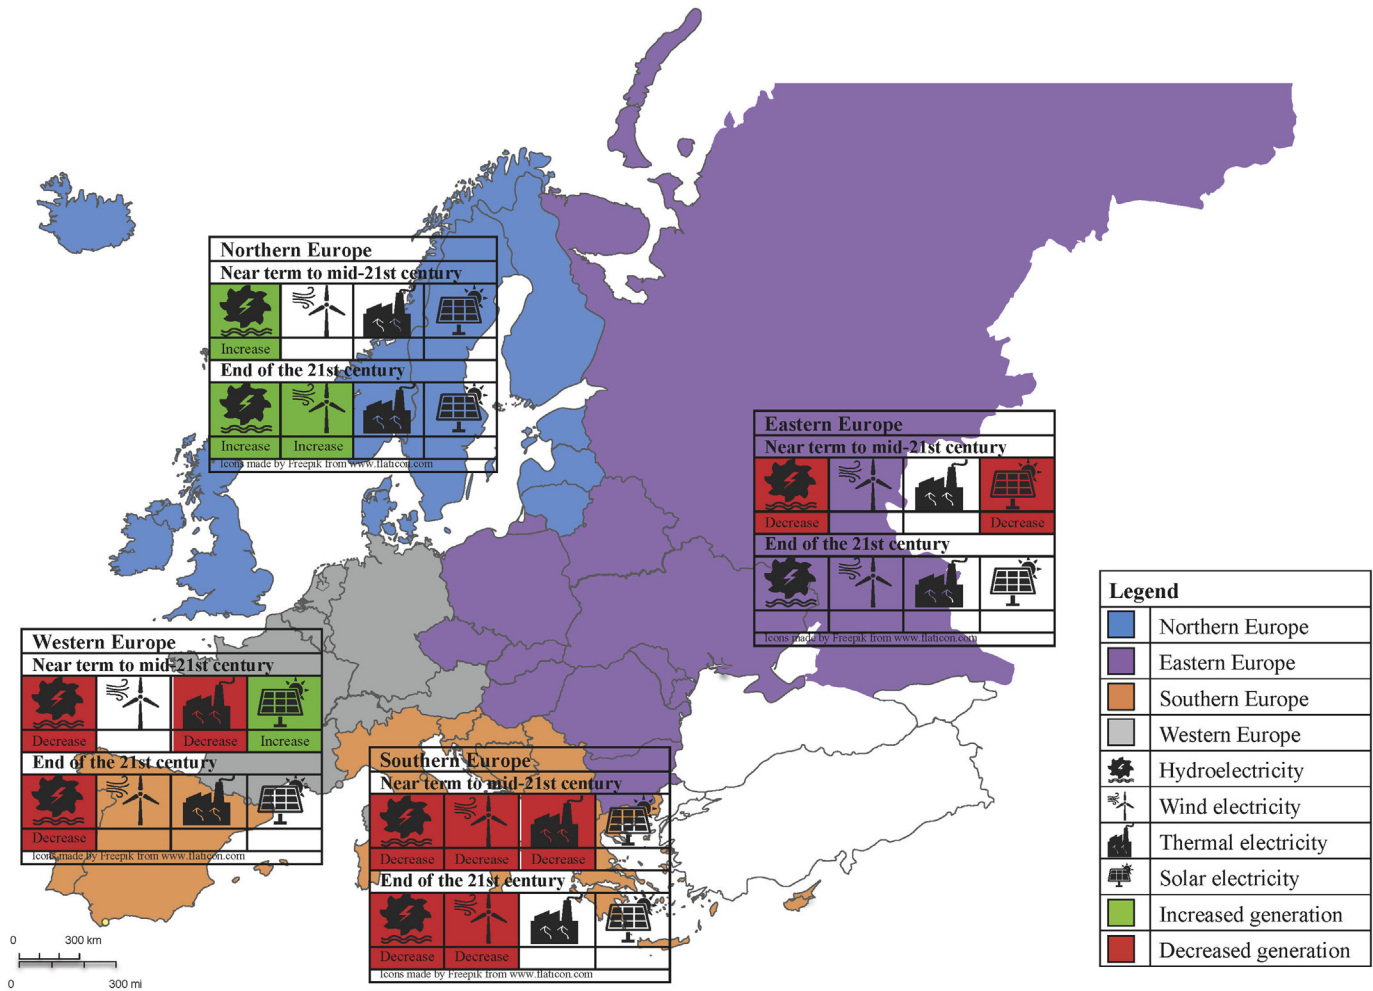 Northern Europe
Near term to mid-21st century
Increase
End of the 21st century
Increase Increase
* Icons made by Freepik from www.flaticon.com
Eastern Europe
Near term to mid-21st century
Decrease Decrease
End of the 21st century
Icons made by Freepik from www.flaticon.com
Western Europe
Near term to mid-21st century
Decrease Decrease Increase
End of the 21st century
Decrease
Icons made by Freepik from www.flaticon.com
Southern Europe
Near term to mid-21st century
Decrease Decrease Decrease
End of the 21st century
Decrease Decrease
Icons made by Freepik from www.flaticon.com
Legend
Northern Europe
Eastern Europe
Southern Europe
Western Europe
Hydroelectricity
Wind electricity
Thermal electricity
Solar electricity
Increased generation
Decreased generation
0 300 km
0 300 mi